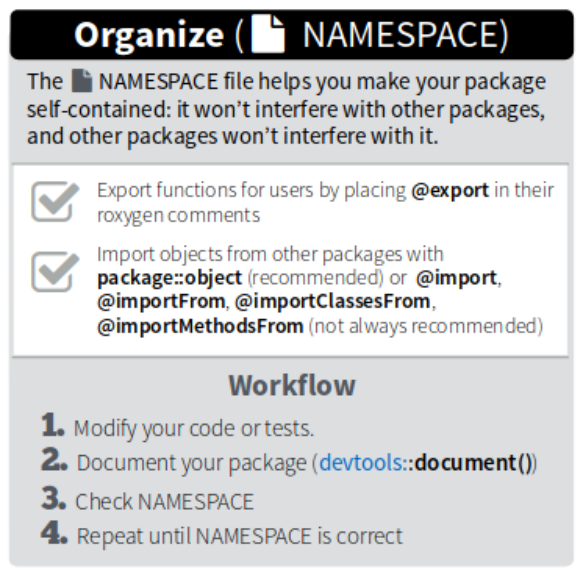 Organize ( NAMESPACE)
The NAMESPACE file helps you make your package
self-contained: it won’t interfere with other packages,
and other packages won’t interfere with it.
Export functions for users by placing @export in their
roxygen comments
Import objects from other packages with
package::object (recommended) or @import,
@importFrom, @importClassesFrom,
@importMethodsFrom (not always recommended)
Workflow
1. Modify your code or tests.
2. Document your package (devtools::document())
3. Check NAMESPACE
4. Repeat until NAMESPACE is correct